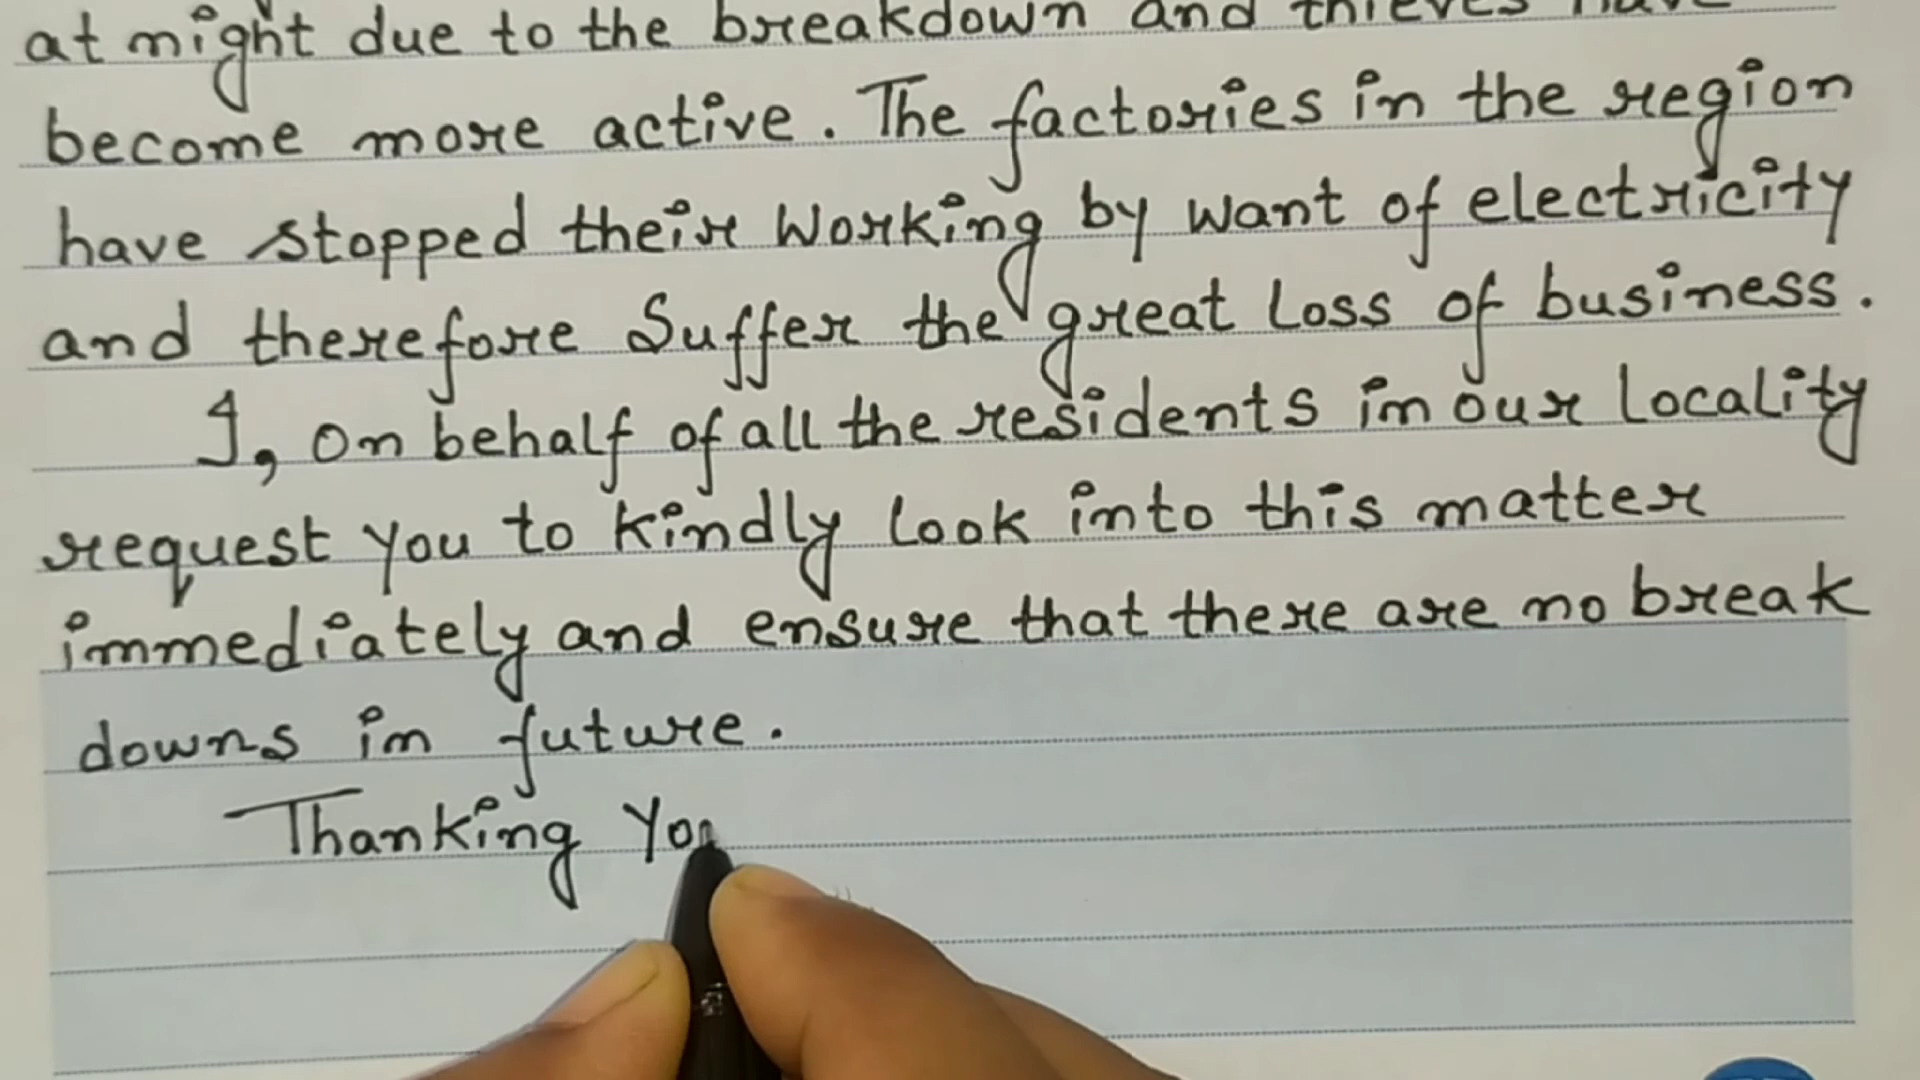 at night due to the breakdown and thieves have
become more active. The factories in the region
have stopped their Working by want of electricity
and therefore Suffer the great Loss of business.
I, On behalf of all the residents in our locality
request you to kindly look into this matter
immediately and ensure that there are no break
downs in future.
Thanking You